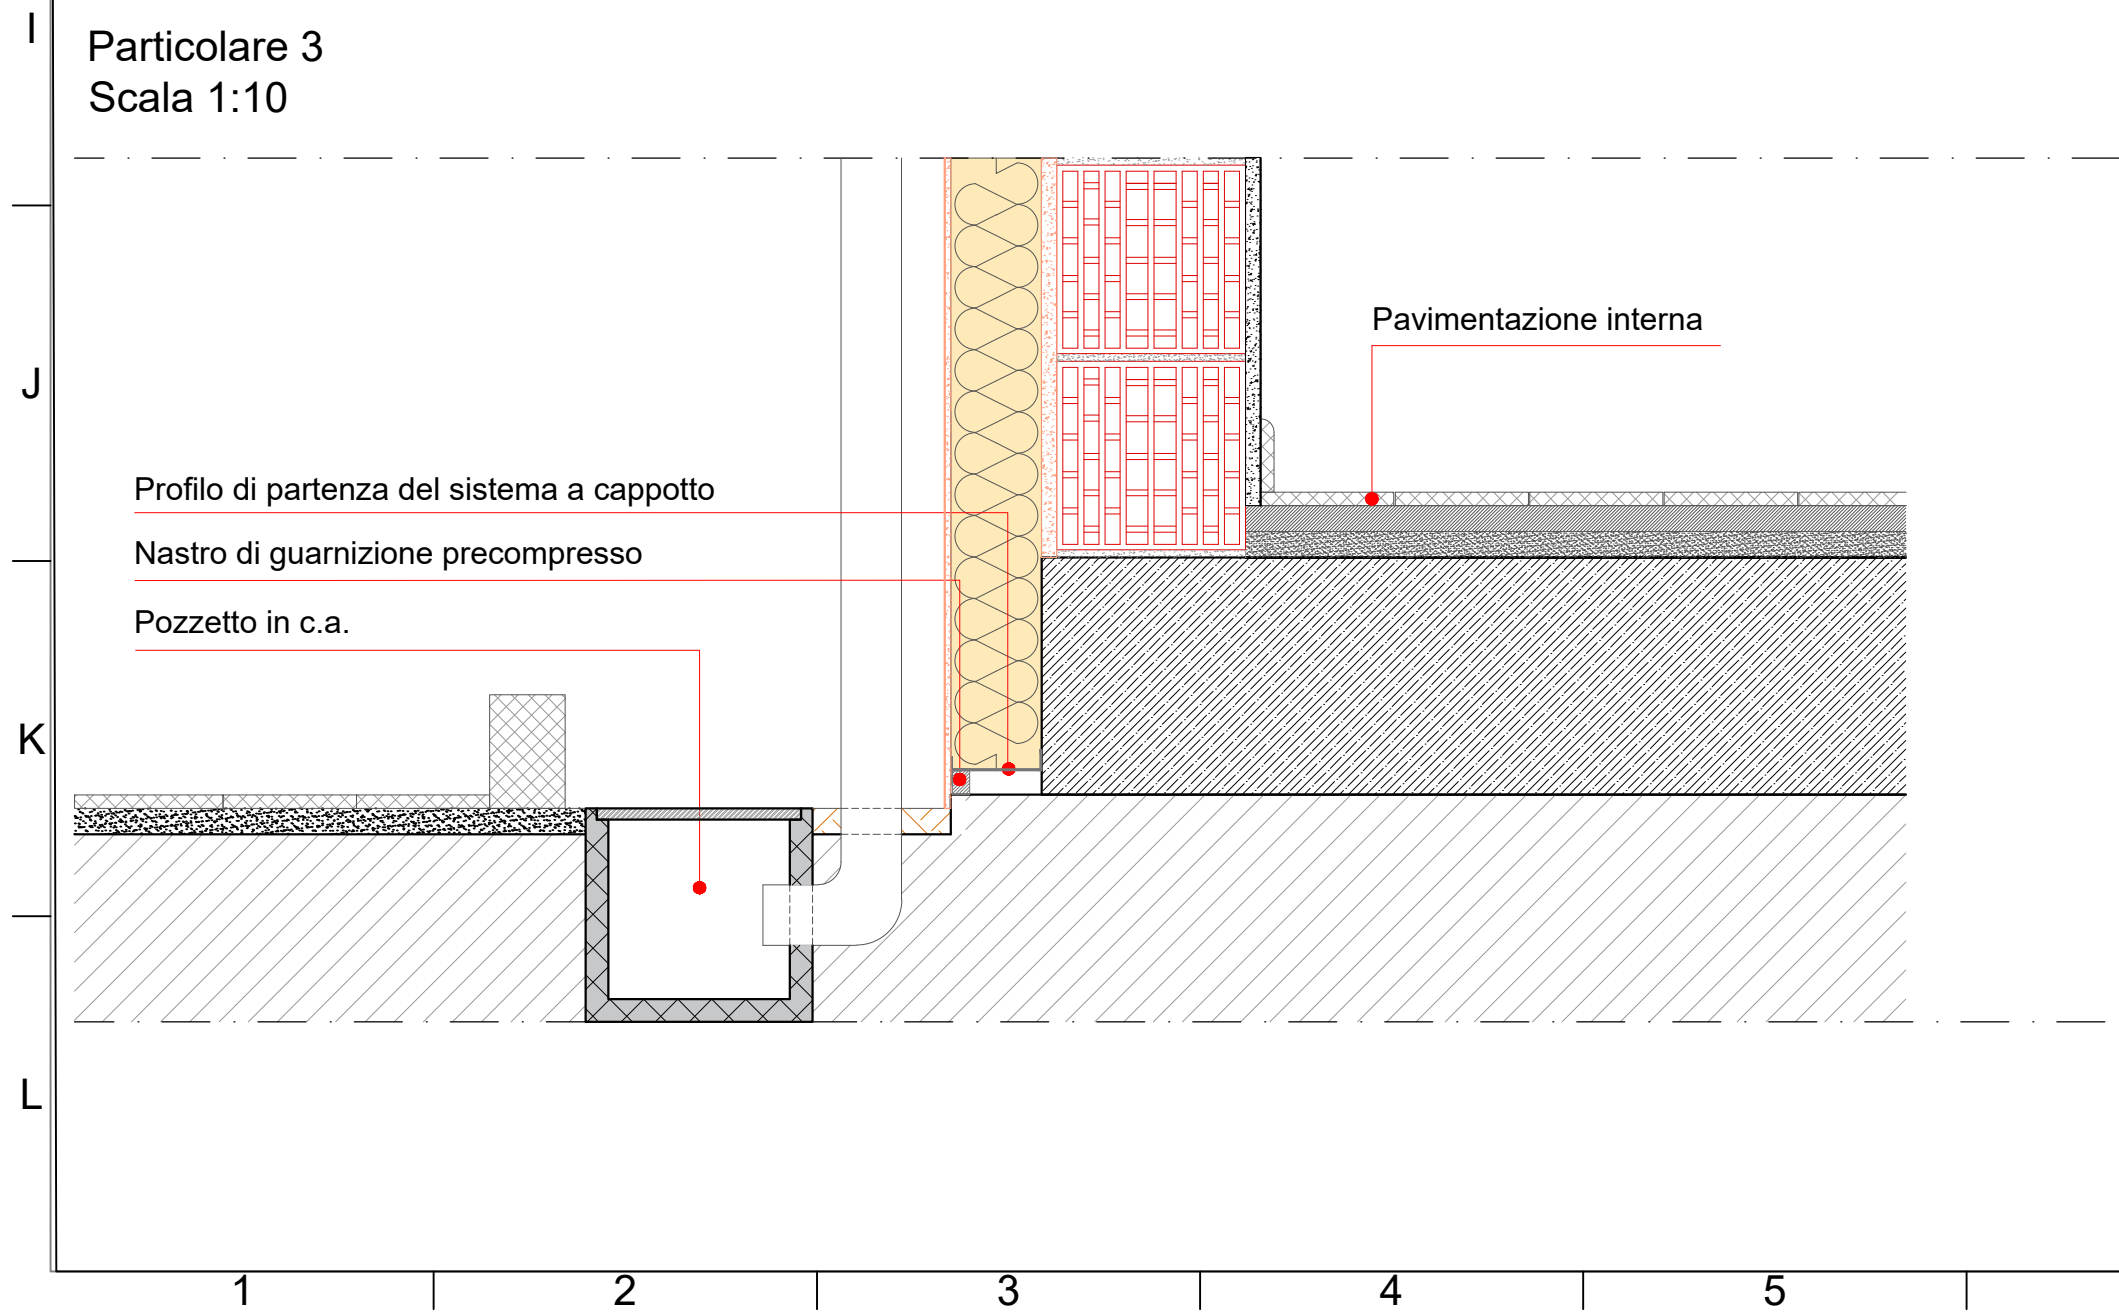 I
Particolare 3
Scala 1:10
Pavimentazione interna
J
Profilo di partenza del sistema a cappotto
Nastro di guarnizione precompresso
Pozzetto in c.a.
K
L
1 2 3 4 5